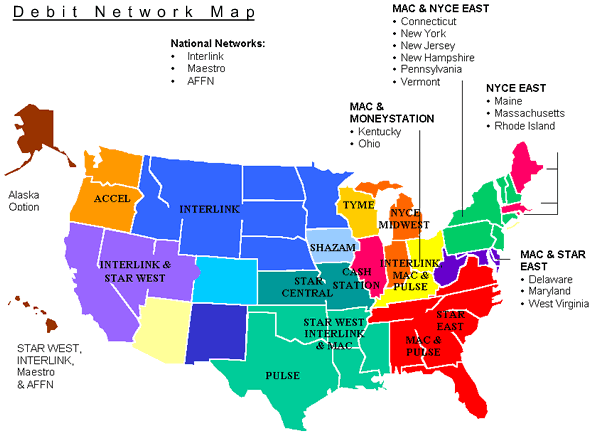 Debit Network Map
National Networks:
• Interlink
• Maestro
• AFFN
MAC & NYCE EAST
• Connecticut
• New York
• New Jersey
• New Hampshire
• Pennsylvania
• Vermont
NYCE EAST
• Maine
• Massachusetts
• Rhode Island
MAC &
MONEYSTATION
• Kentucky
• Ohio
Alaska
Ootion
ACCEL
INTERLINK
TYME
NYCE
MIDWEST
SHAZAM
INTERLINK &
STAR WEST
STAR
CENTRAL
CASH
STATION
INTERLINK
MAC &
PULSE
MAC & STAR
EAST
• Delaware
• Maryland
• West Virginia
STAR WEST
INTERLINK
& MAC
STAR
EAST
MAC &
PULSE
PULSE
STAR WEST,
INTERLINK,
Maestro
& AFFN